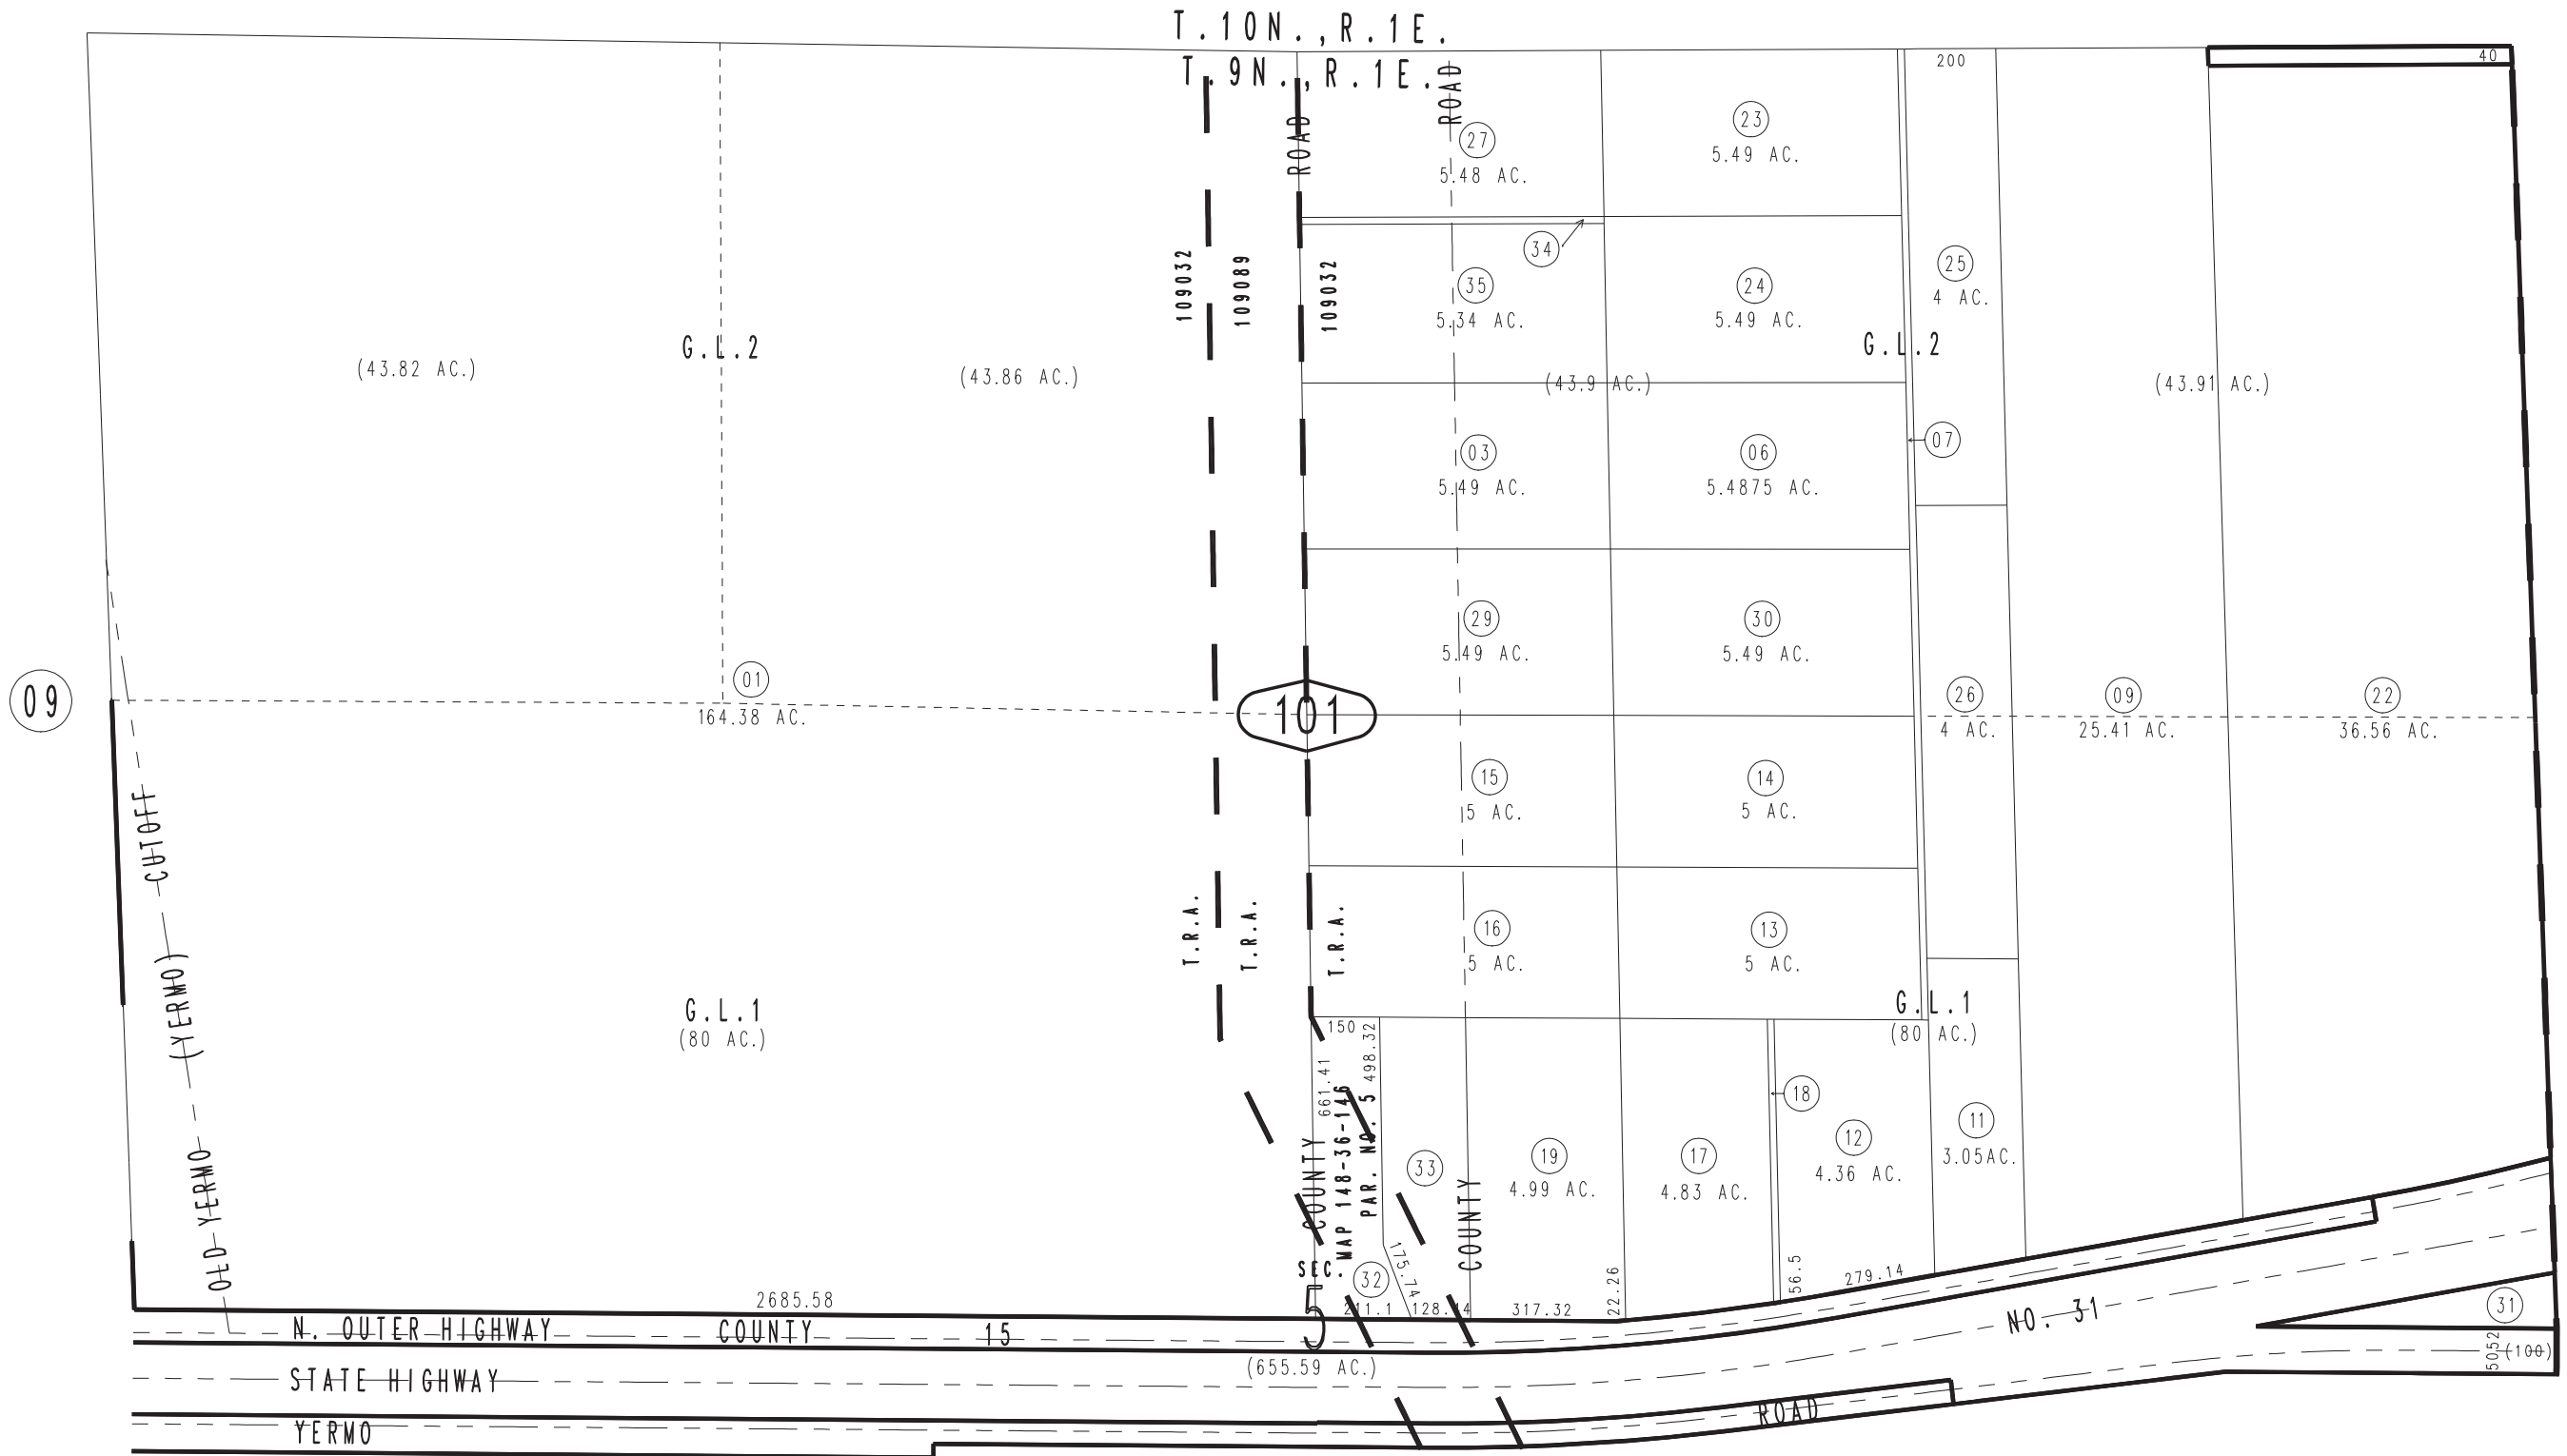 T.10N.,R.1E.
T.9N.,R.1E.
ROAD
ROAD
200
40
27
5.48 AC.
23
5.49 AC.
34
25
4 AC.
109032
109089
109032
35
5.34 AC.
24
5.49 AC.
G.L.2
(43.82 AC.)
(43.86 AC.)
G.L.2
(43.9 AC.)
(43.91 AC.)
07
03
5.49 AC.
06
5.4875 AC.
29
5.49 AC.
30
5.49 AC.
09
01
164.38 AC.
101
26
4 AC.
09
25.41 AC.
22
36.56 AC.
15
5 AC.
14
5 AC.
OLD YERMO (YERMO) CUTOFF
T.R.A.
T.R.A.
T.R.A.
16
5 AC.
13
5 AC.
G.L.1
(80 AC.)
G.L.1
(80 AC.)
150
498.32
661.41
MAP 148-36-146
PAR. NO. 5
COUNTY
COUNTY
18
33
19
4.99 AC.
17
4.83 AC.
12
4.36 AC.
11
3.05AC.
SEC.
5
32
175.74
22.26
56.5
279.14
2685.58
211.1
128.14
317.32
N. OUTER HIGHWAY COUNTY 15
NO. 31
31
5052
(100)
(655.59 AC.)
STATE HIGHWAY
YERMO
ROAD